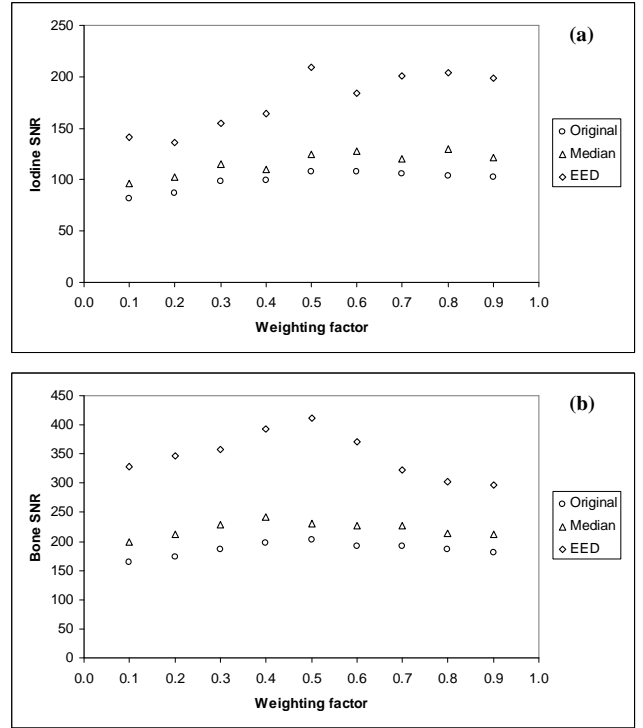 (a)
250
200
150
100
50
0
Iodine SNR
0.0 0.1 0.2 0.3 0.4 0.5 0.6 0.7 0.8 0.9 1.0
Weighting factor
Original
Median
EED
(b)
450
400
350
300
250
200
150
100
50
0
Bone SNR
0.0 0.1 0.2 0.3 0.4 0.5 0.6 0.7 0.8 0.9 1.0
Weighting factor
Original
Median
EED